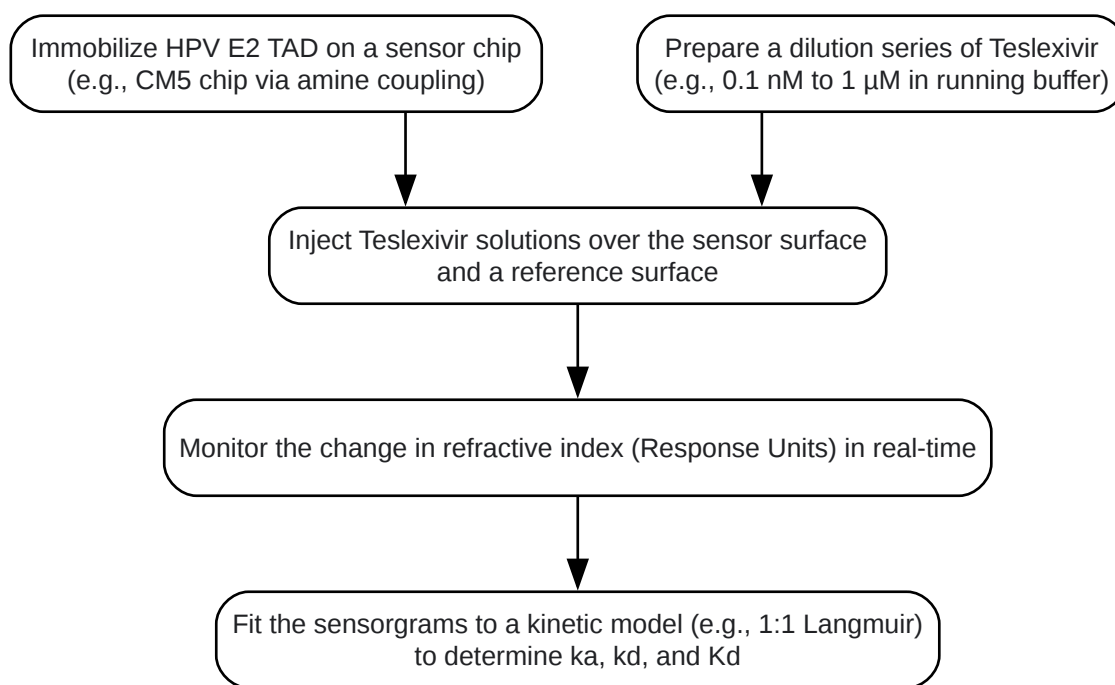 Immobilize HPV E2 TAD on a sensor chip
(e.g., CM5 chip via amine coupling)
Prepare a dilution series of Teslexivir
(e.g., 0.1 nM to 1 µM in running buffer)
Inject Teslexivir solutions over the sensor surface
and a reference surface
Monitor the change in refractive index (Response Units) in real-time
Fit the sensorgrams to a kinetic model (e.g., 1:1 Langmuir)
to determine ka, kd, and Kd